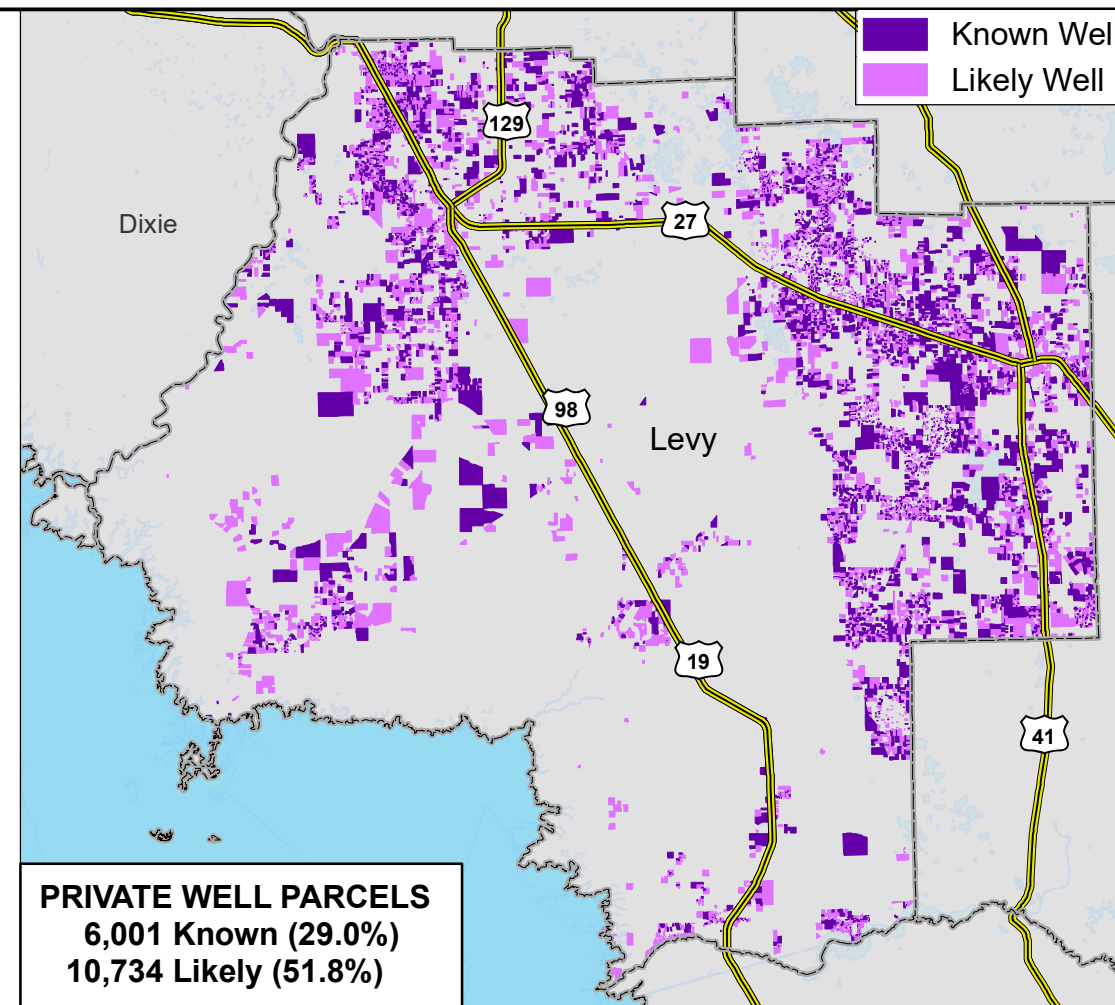 Known Wel
Likely Well
129
Dixie
27
98
Levy
19
41
PRIVATE WELL PARCELS
6,001 Known (29.0%)
10,734 Likely (51.8%)